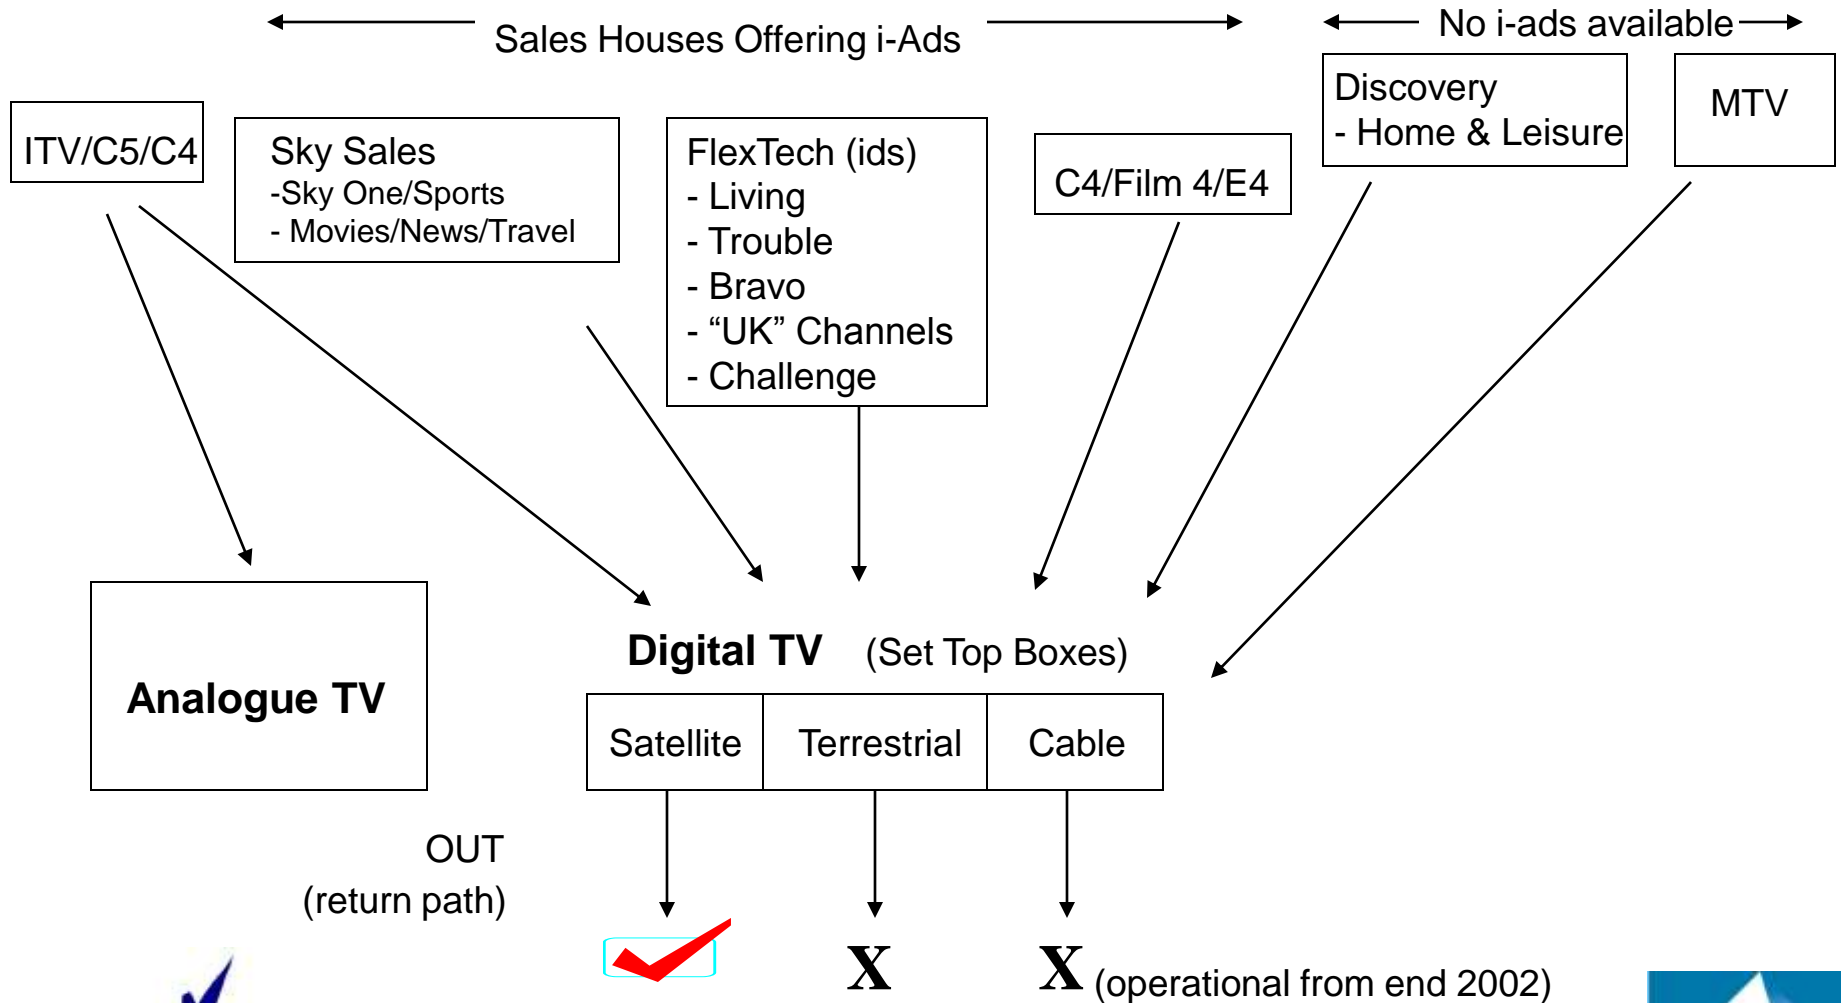 Sales Houses Offering i-Ads
No i-ads available
ITV/C5/C4
Sky Sales
-Sky One/Sports
- Movies/News/Travel
FlexTech (ids)
- Living
- Trouble
- Bravo
- “UK” Channels
- Challenge
C4/Film 4/E4
Discovery
- Home & Leisure
MTV
Analogue TV
Digital TV (Set Top Boxes)
Satellite
Terrestrial
Cable
OUT
(return path)
X
X (operational from end 2002)